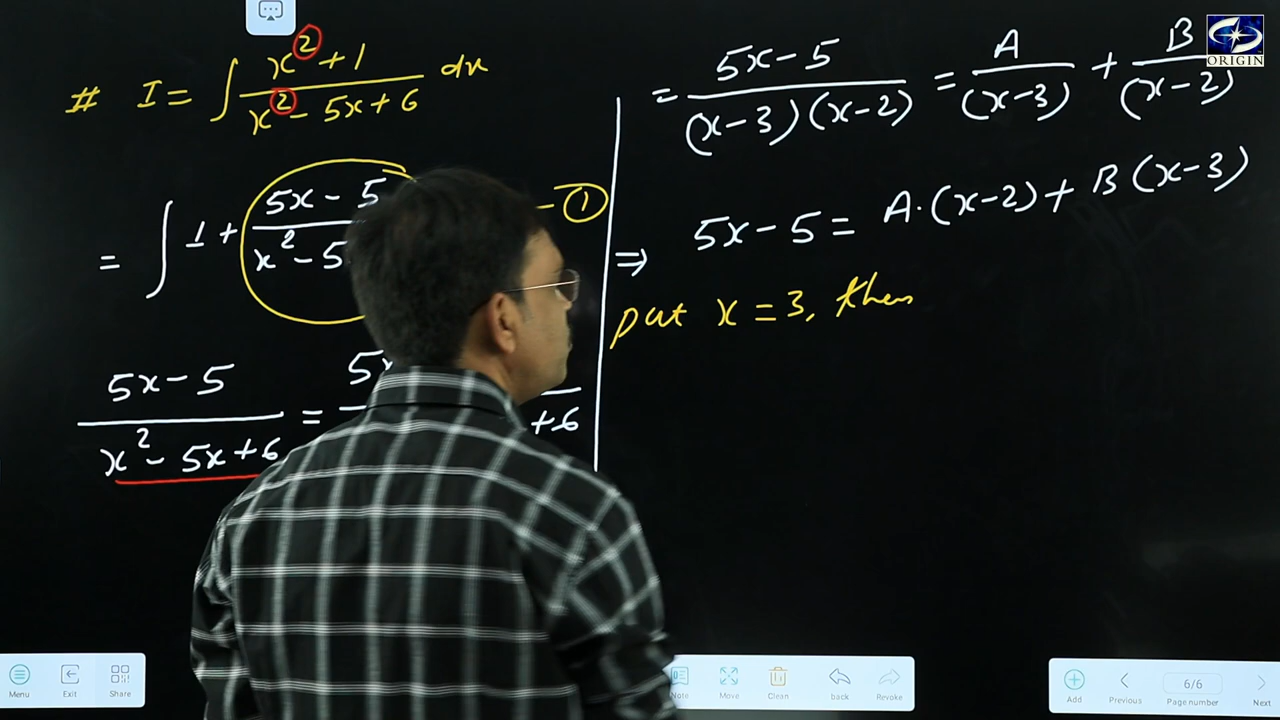 # I = ∫ x² + 1 / x² - 5x + 6 dx
= ∫ 1 + 5x - 5 / x² - 5 - ①
5x - 5 / x² - 5x + 6 = 5x + 6
= 5x - 5 / (x - 3)(x - 2) = A / (x - 3) + B / (x - 2)
⇒ 5x - 5 = A·(x - 2) + B(x - 3)
put x = 3, then
ORIGIN
Menu Exit Share
Note Move Clean back Revoke
Add Previous 6/6 Page number Next